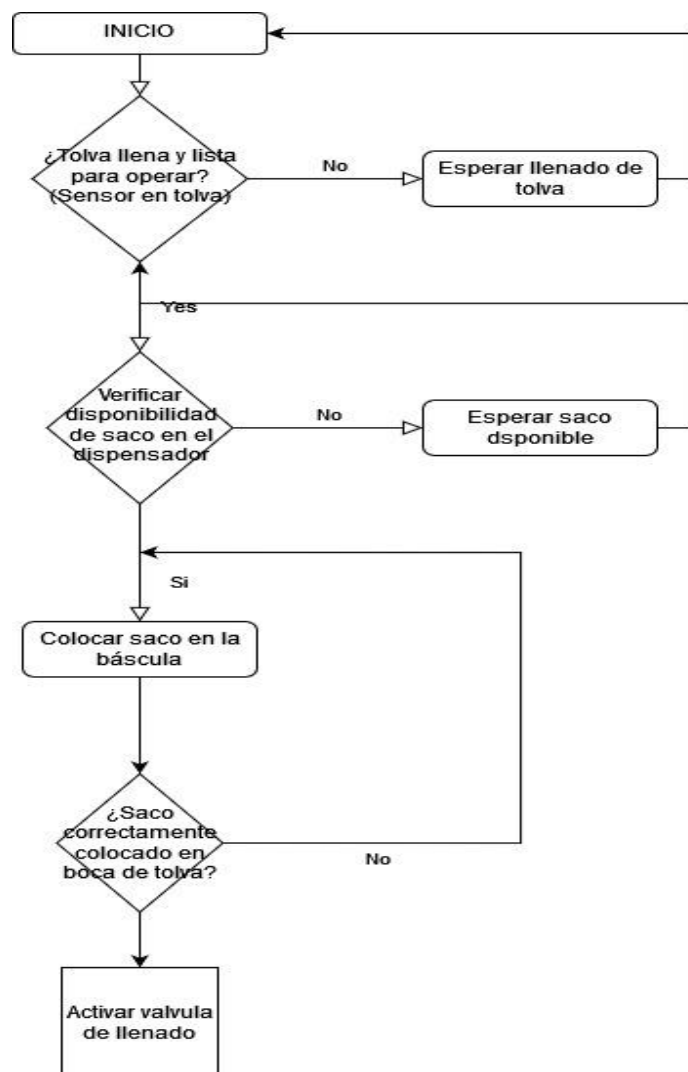 INICIO
¿Tolva llena y lista
para operar?
(Sensor en tolva)
No
Esperar llenado de
tolva
Yes
Verificar
disponibilidad
de saco en el
dispensador
No
Esperar saco
dsponible
Si
Colocar saco en la
báscula
¿Saco
correctamente
colocado en
boca de tolva?
No
Activar valvula
de llenado